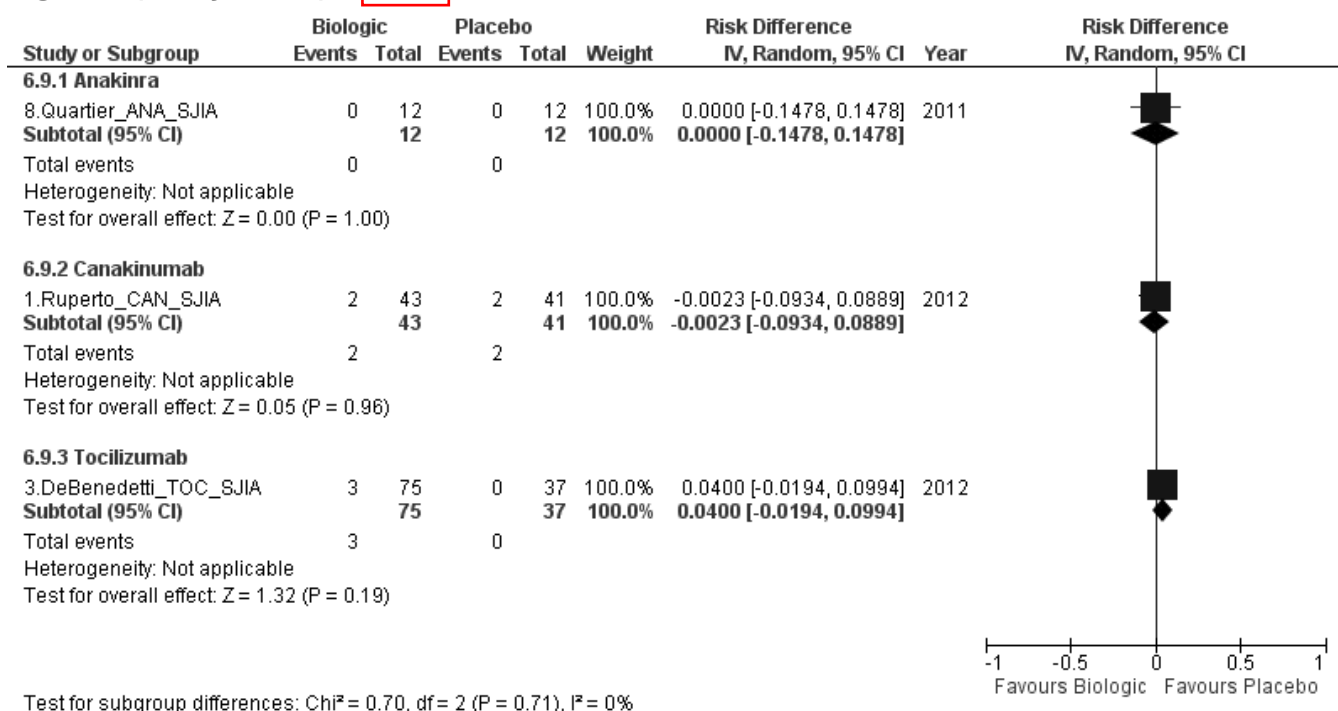 Biologic Placebo Risk Difference Risk Difference
Study or Subgroup Events Total Events Total Weight IV, Random, 95% CI Year IV, Random, 95% CI
6.9.1 Anakinra
8.Quartier_ANA_SJIA 0 12 0 12 100.0% 0.0000 [-0.1478, 0.1478] 2011
Subtotal (95% CI) 12 12 100.0% 0.0000 [-0.1478, 0.1478]
Total events 0 0
Heterogeneity: Not applicable
Test for overall effect: Z = 0.00 (P = 1.00)
6.9.2 Canakinumab
1.Ruperto_CAN_SJIA 2 43 2 41 100.0% -0.0023 [-0.0934, 0.0889] 2012
Subtotal (95% CI) 43 41 100.0% -0.0023 [-0.0934, 0.0889]
Total events 2 2
Heterogeneity: Not applicable
Test for overall effect: Z = 0.05 (P = 0.96)
6.9.3 Tocilizumab
3.DeBenedetti_TOC_SJIA 3 75 0 37 100.0% 0.0400 [-0.0194, 0.0994] 2012
Subtotal (95% CI) 75 37 100.0% 0.0400 [-0.0194, 0.0994]
Total events 3 0
Heterogeneity: Not applicable
Test for overall effect: Z = 1.32 (P = 0.19)
-1 -0.5 0 0.5 1
Favours Biologic Favours Placebo
Test for subgroup differences: Chi² = 0.70, df = 2 (P = 0.71), I² = 0%